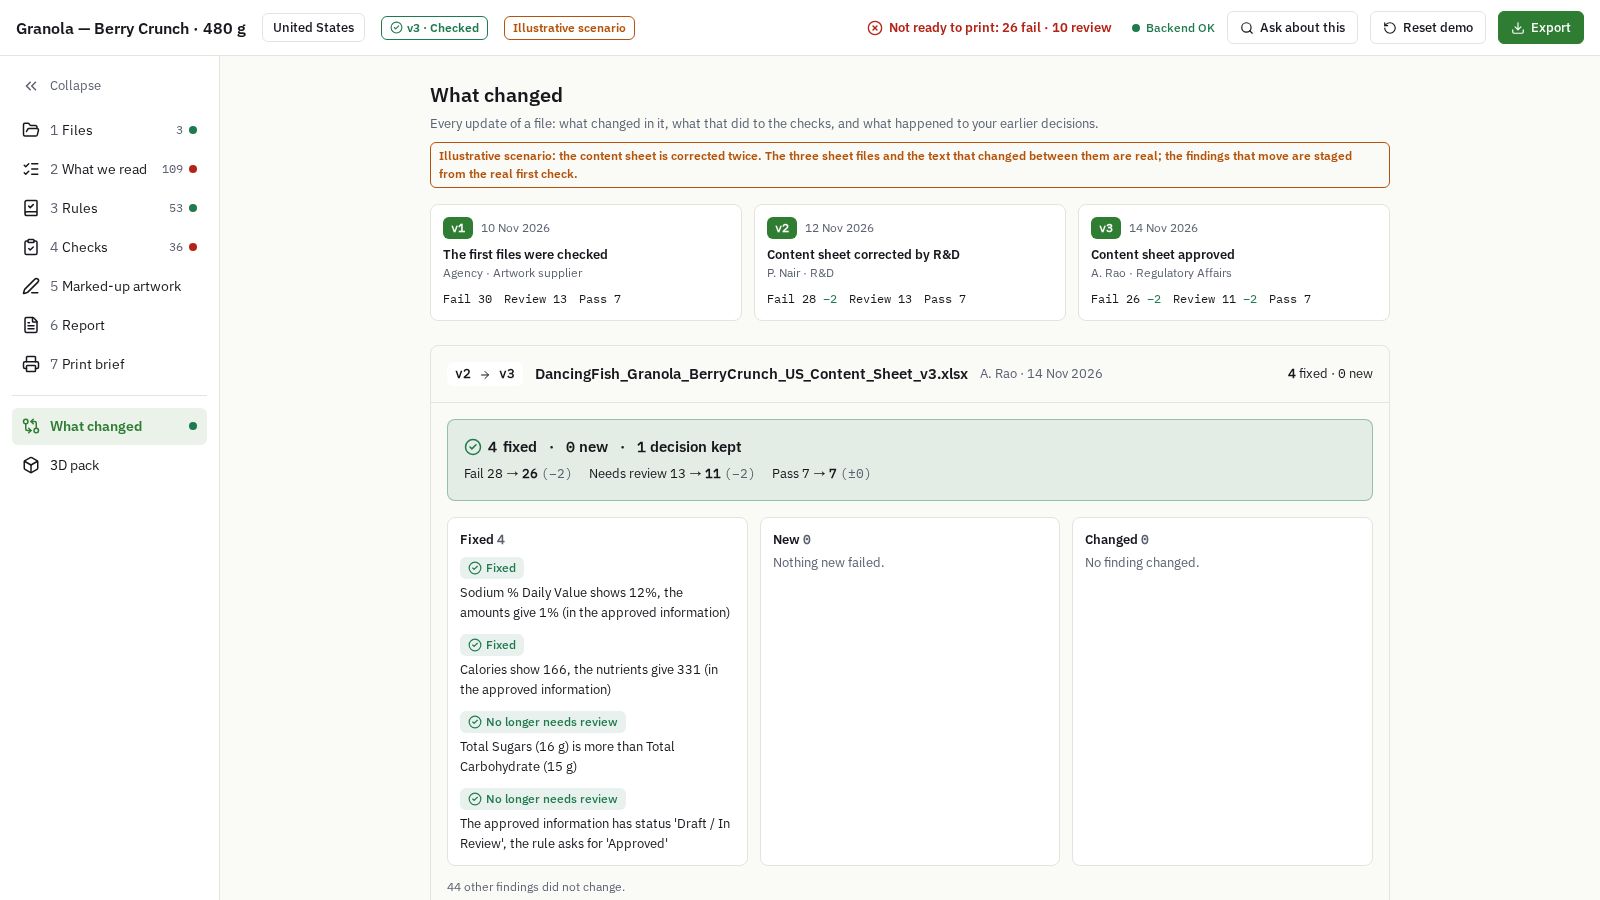 Granola — Berry Crunch · 480 g
United States
v3 · Checked
Illustrative scenario
Not ready to print: 26 fail · 10 review
Backend OK
Ask about this
Reset demo
Export
Collapse
1 Files 3
2 What we read 109
3 Rules 53
4 Checks 36
5 Marked-up artwork
6 Report
7 Print brief
What changed
3D pack
What changed
Every update of a file: what changed in it, what that did to the checks, and what happened to your earlier decisions.
Illustrative scenario: the content sheet is corrected twice. The three sheet files and the text that changed between them are real; the findings that move are staged
from the real first check.
v1 10 Nov 2026
The first files were checked
Agency · Artwork supplier
Fail 30 Review 13 Pass 7
v2 12 Nov 2026
Content sheet corrected by R&D
P. Nair · R&D
Fail 28 −2 Review 13 Pass 7
v3 14 Nov 2026
Content sheet approved
A. Rao · Regulatory Affairs
Fail 26 −2 Review 11 −2 Pass 7
v2 → v3 DancingFish_Granola_BerryCrunch_US_Content_Sheet_v3.xlsx A. Rao · 14 Nov 2026 4 fixed · 0 new
4 fixed · 0 new · 1 decision kept
Fail 28 → 26 (−2) Needs review 13 → 11 (−2) Pass 7 → 7 (±0)
Fixed 4
Fixed
Sodium % Daily Value shows 12%, the
amounts give 1% (in the approved information)
Fixed
Calories show 166, the nutrients give 331 (in
the approved information)
No longer needs review
Total Sugars (16 g) is more than Total
Carbohydrate (15 g)
No longer needs review
The approved information has status 'Draft / In
Review', the rule asks for 'Approved'
New 0
Nothing new failed.
Changed 0
No finding changed.
44 other findings did not change.